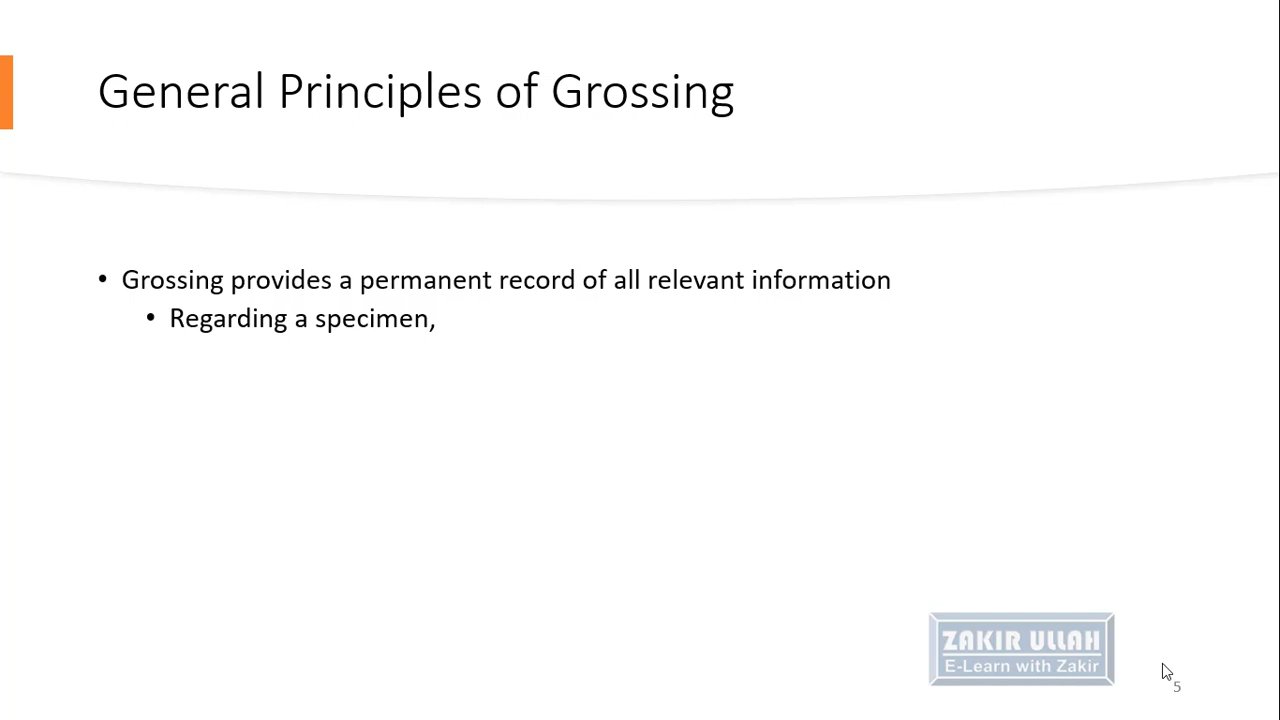 General Principles of Grossing
• Grossing provides a permanent record of all relevant information
• Regarding a specimen,
ZAKIR ULLAH
E-Learn with Zakir
5